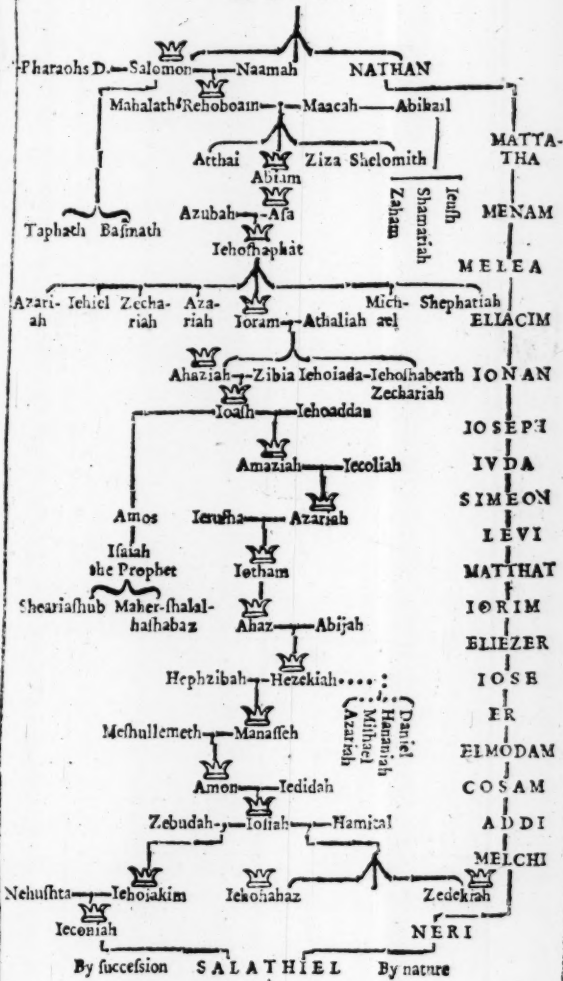 Pharaohs D. Salomon Naamah NATHAN
Mahalath Rehoboam Maacah Abihail
MATTA-
THA
Atthai Ziza Shelomith
Abiam
Ieush
Shamariah
Zaham
Azubah Asa
MENAM
Taphath Baſmath
Iehoſhaphat
MELEA
Azari-
ah Iehiel Zecha-
riah Aza-
riah Mich-
ael Shephatiah
Ioram Athaliah
ELIACIM
Ahaziah Zibia Iehoiada Iehoſhabeath
Zechariah
IONAN
Ioaſh Iehoaddan
IOSEPH
Amaziah Iecoliah
IVDA
SIMEON
Amos Ieruſha Azariah
LEVI
Iſaiah
the Prophet
Iotham
MATTHAT
Sheariaſhub Maher-ſhalal-
haſhabaz
IORIM
Ahaz Abijah
ELIEZER
Hephzibah Hezekiah
IOSE
Daniel
Hananiah
Miſhael
Azariah
ER
Meſhullemeth Manaſſeh
ELMODAM
Amon Iedidah
COSAM
Zebudah Ioſiah Hamital
ADDI
MELCHI
Nehuſhta Iehojakim Iehohahaz Zedekiah
Ieconiah
NERI
By ſucceſſion SALATHIEL By nature